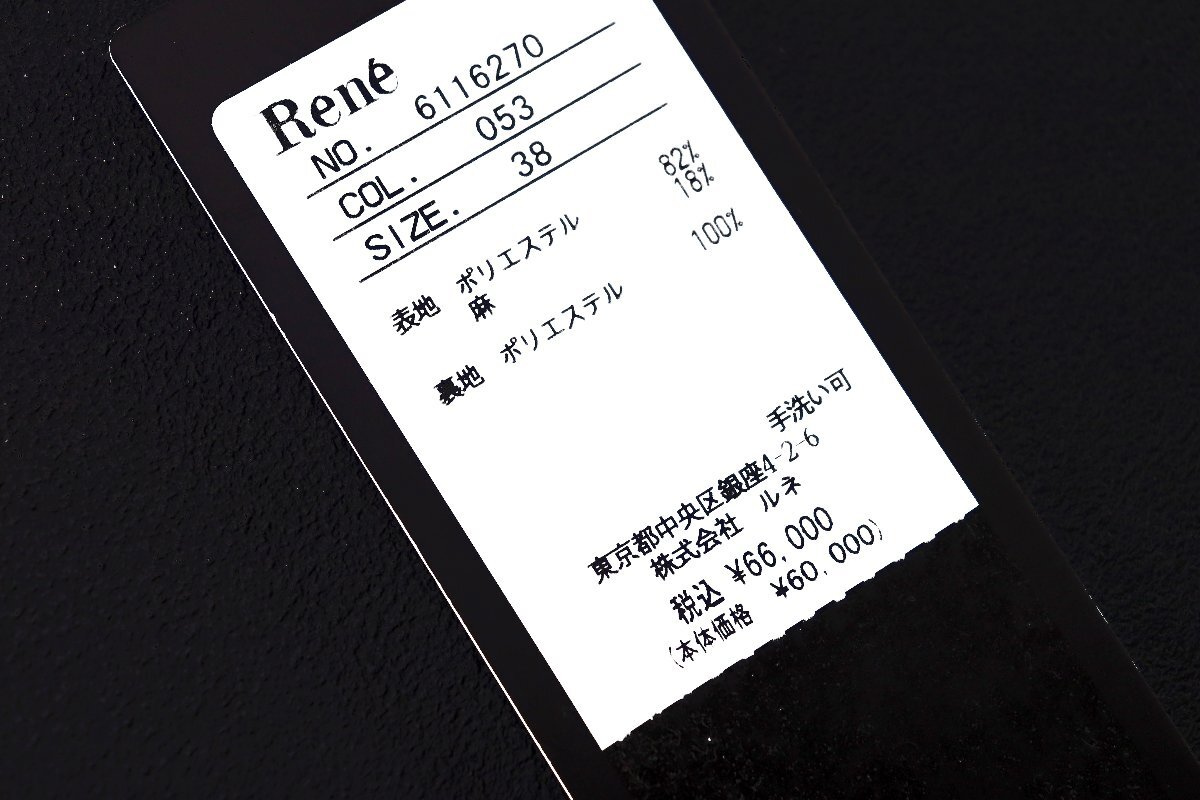 René
NO. 6116270
COL. 053
SIZE. 38
表地 ポリエステル 82%
麻 18%
裏地 ポリエステル 100%
手洗い可
東京都中央区銀座4-2-6
株式会社 ルネ
税込 ¥66,000
(本体価格 ¥60,000)